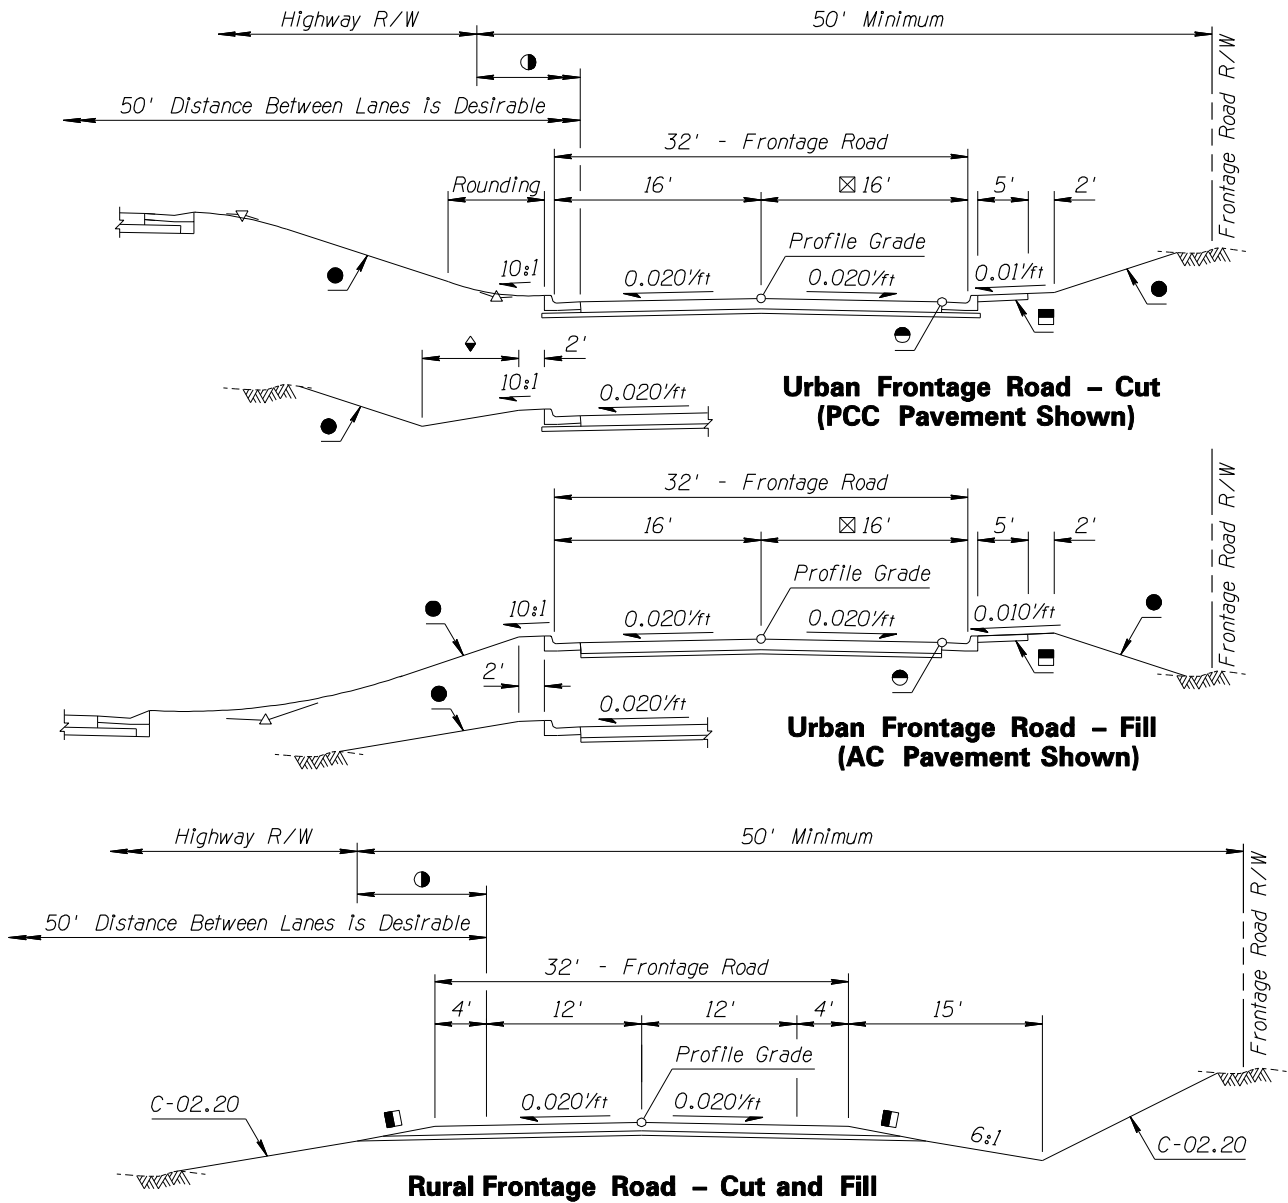 Highway R/W
50' Minimum
50' Distance Between Lanes is Desirable
Frontage Road R/W
32' - Frontage Road
Rounding
16'
16'
5'
2'
Profile Grade
10:1
0.020'/ft
0.020'/ft
0.01'/ft
2'
10:1
0.020'/ft
Urban Frontage Road – Cut
(PCC Pavement Shown)
32' - Frontage Road
Frontage Road R/W
16'
16'
5'
2'
Profile Grade
10:1
0.020'/ft
0.020'/ft
0.010'/ft
2'
0.020'/ft
Urban Frontage Road – Fill
(AC Pavement Shown)
Highway R/W
50' Minimum
50' Distance Between Lanes is Desirable
Frontage Road R/W
32' - Frontage Road
4'
12'
12'
4'
15'
Profile Grade
C-02.20
0.020'/ft
0.020'/ft
6:1
C-02.20
Rural Frontage Road – Cut and Fill